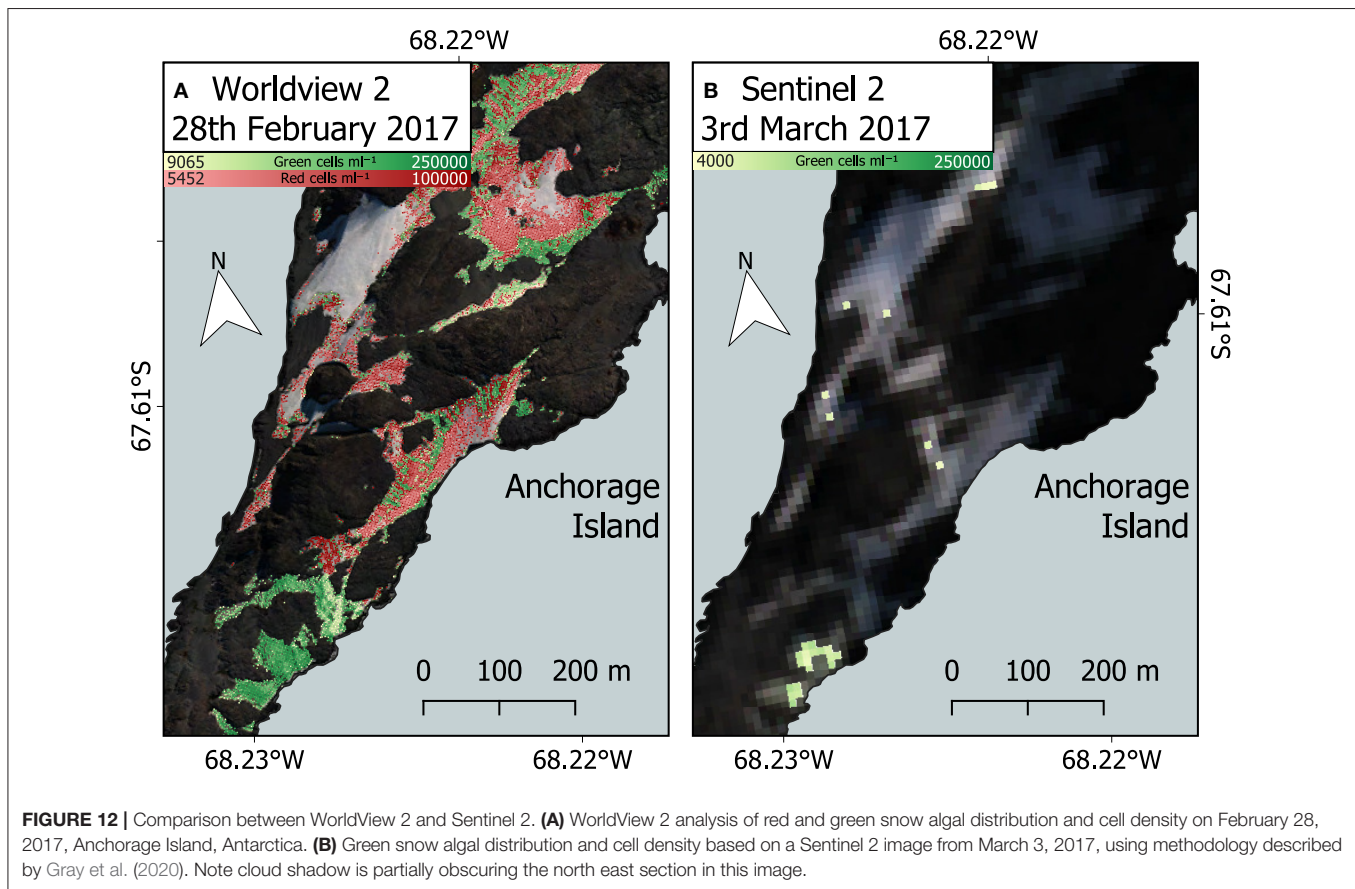 68.22°W
68.22°W
A Worldview 2
28th February 2017
9065 Green cells ml⁻¹ 250000
5452 Red cells ml⁻¹ 100000
N
67.61°S
Anchorage
Island
0 100 200 m
68.23°W
68.22°W
B Sentinel 2
3rd March 2017
4000 Green cells ml⁻¹ 250000
N
67.61°S
Anchorage
Island
0 100 200 m
68.23°W
68.22°W
FIGURE 12 | Comparison between WorldView 2 and Sentinel 2. (A) WorldView 2 analysis of red and green snow algal distribution and cell density on February 28,
2017, Anchorage Island, Antarctica. (B) Green snow algal distribution and cell density based on a Sentinel 2 image from March 3, 2017, using methodology described
by Gray et al. (2020). Note cloud shadow is partially obscuring the north east section in this image.